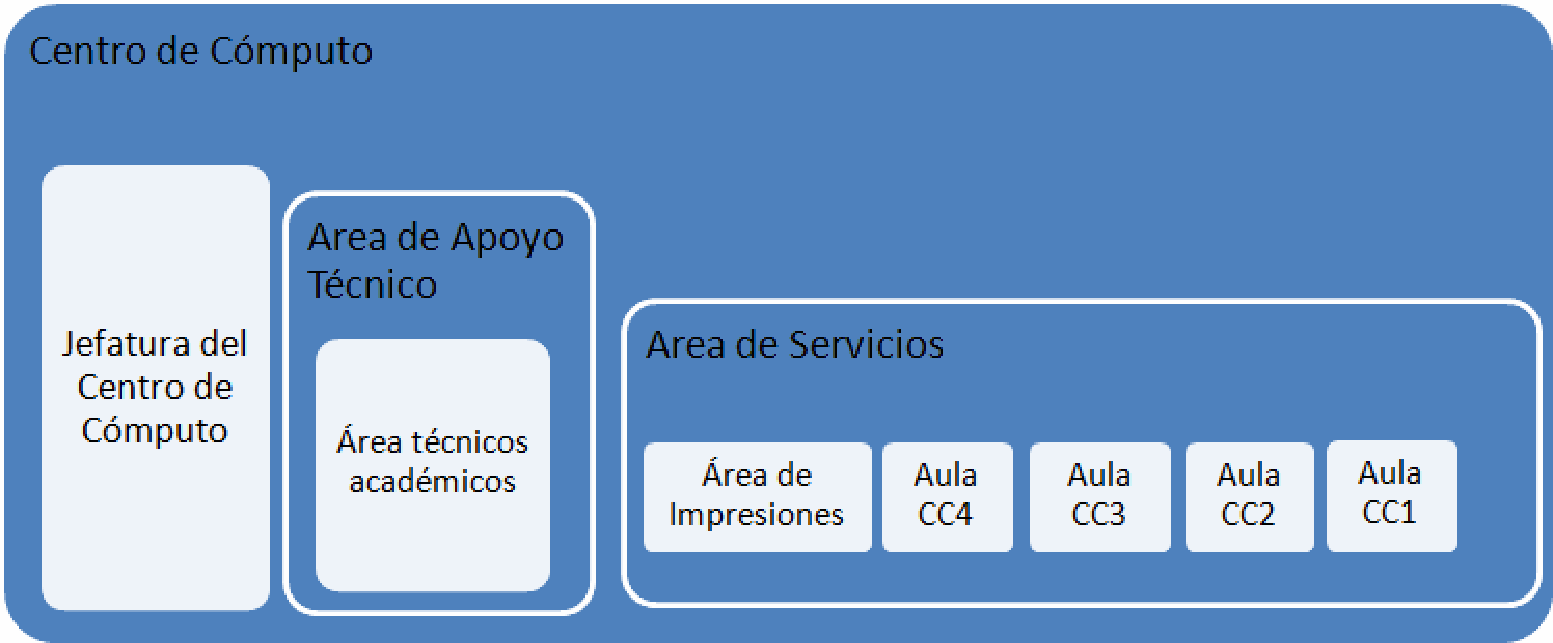 Centro de Cómputo
Jefatura del
Centro de
Cómputo
Area de Apoyo
Técnico
Área técnicos
académicos
Area de Servicios
Área de
Impresiones
Aula
CC4
Aula
CC3
Aula
CC2
Aula
CC1